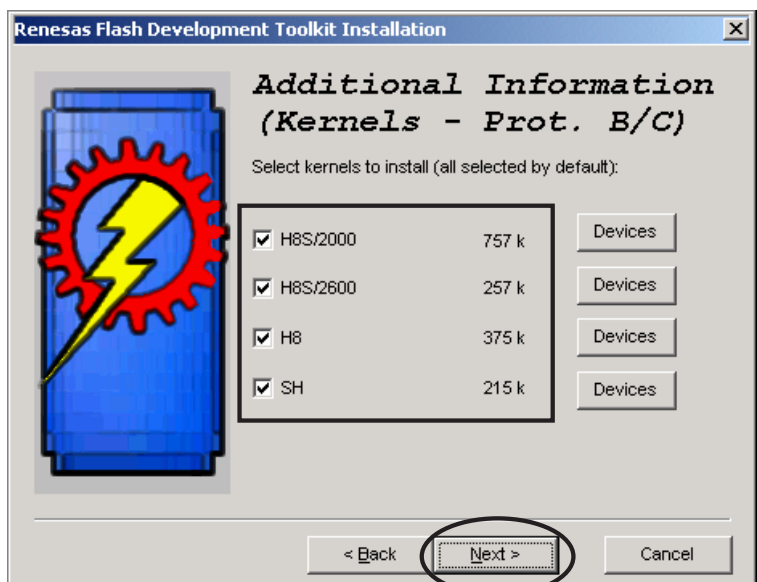 Renesas Flash Development Toolkit Installation
Additional Information
(Kernels - Prot. B/C)
Select kernels to install (all selected by default):
H8S/2000 757 k Devices
H8S/2600 257 k Devices
H8 375 k Devices
SH 215 k Devices
< Back Next > Cancel